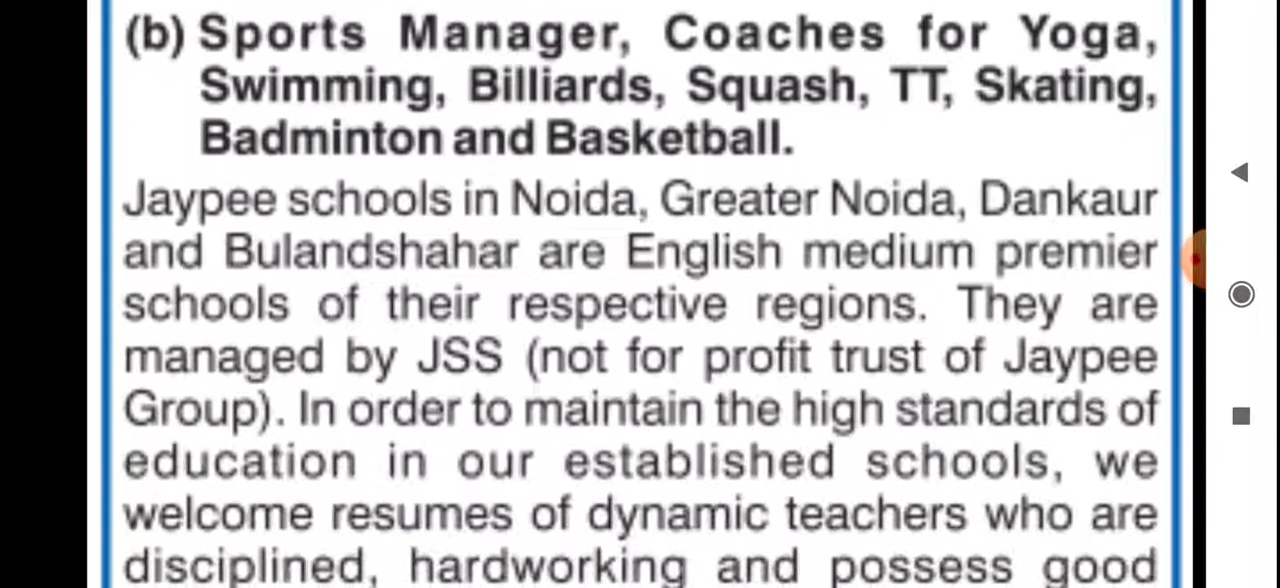 (b) Sports Manager, Coaches for Yoga,
Swimming, Billiards, Squash, TT, Skating,
Badminton and Basketball.
Jaypee schools in Noida, Greater Noida, Dankaur
and Bulandshahar are English medium premier
schools of their respective regions. They are
managed by JSS (not for profit trust of Jaypee
Group). In order to maintain the high standards of
education in our established schools, we
welcome resumes of dynamic teachers who are
disciplined, hardworking and possess good